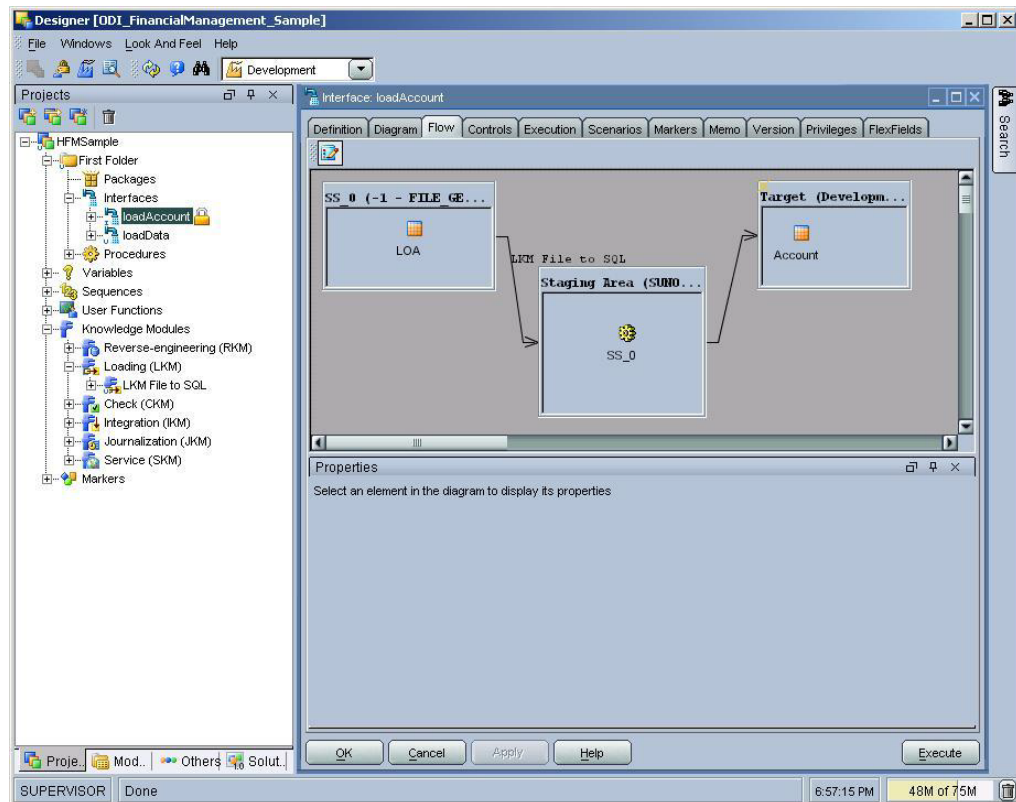 Designer [ODI_FinancialManagement_Sample]
File Windows Look And Feel Help
Development
Projects
HFMSample
First Folder
Packages
Interfaces
loadAccount
loadData
Procedures
Variables
Sequences
User Functions
Knowledge Modules
Reverse-engineering (RKM)
Loading (LKM)
LKM File to SQL
Check (CKM)
Integration (IKM)
Journalization (JKM)
Service (SKM)
Markers
Proje.. Mod.. Others Solut..
Interface: loadAccount
Definition Diagram Flow Controls Execution Scenarios Markers Memo Version Privileges FlexFields
SS_0 (-1 - FILE_GE...
LOA
LKM File to SQL
Staging Area (SUNO...
SS_0
Target (Developm...
Account
Properties
Select an element in the diagram to display its properties
OK Cancel Apply Help Execute
Search
SUPERVISOR Done 6:57:15 PM 48M of 75M